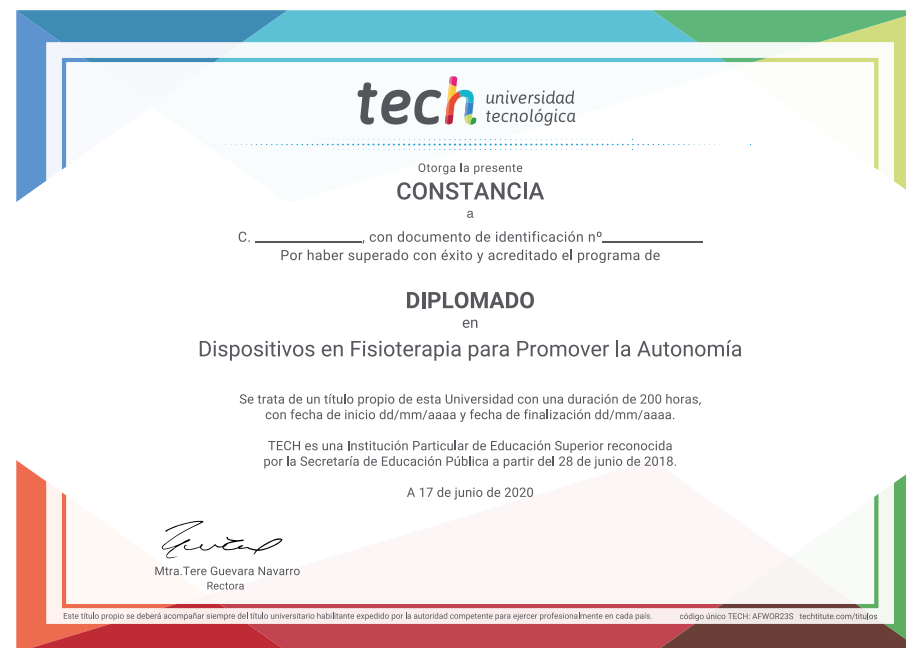 tech universidad
tecnológica
Otorga la presente
CONSTANCIA
a
C. ____________, con documento de identificación nº____________
Por haber superado con éxito y acreditado el programa de
DIPLOMADO
en
Dispositivos en Fisioterapia para Promover la Autonomía
Se trata de un título propio de esta Universidad con una duración de 200 horas,
con fecha de inicio dd/mm/aaaa y fecha de finalización dd/mm/aaaa.
TECH es una Institución Particular de Educación Superior reconocida
por la Secretaría de Educación Pública a partir del 28 de junio de 2018.
A 17 de junio de 2020
Mtra.Tere Guevara Navarro
Rectora
Este título propio se deberá acompañar siempre del título universitario habilitante expedido por la autoridad competente para ejercer profesionalmente en cada país. código único TECH: AFWOR23S techtitute.com/titulos